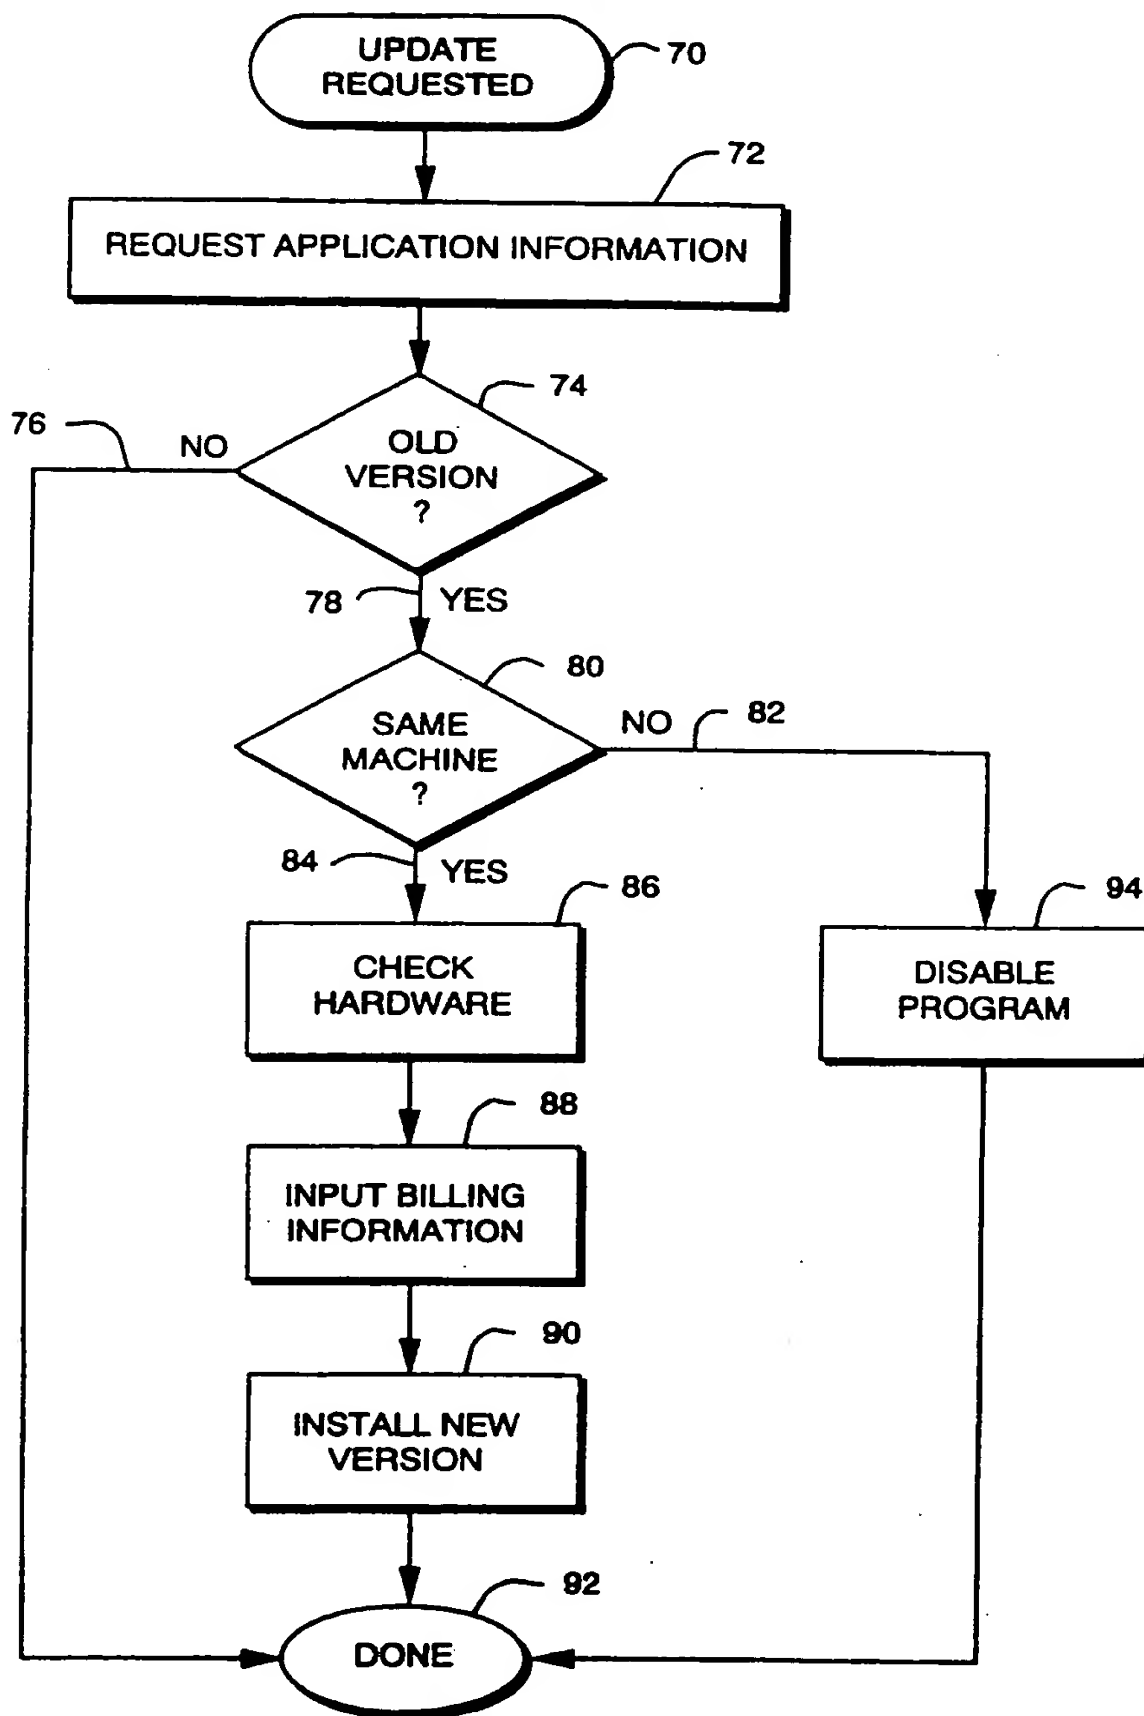 UPDATE
REQUESTED
70
72
REQUEST APPLICATION INFORMATION
74
76
NO
OLD
VERSION
?
78
YES
80
SAME
MACHINE
?
NO
82
84
YES
86
94
CHECK
HARDWARE
DISABLE
PROGRAM
88
INPUT BILLING
INFORMATION
90
INSTALL NEW
VERSION
92
DONE